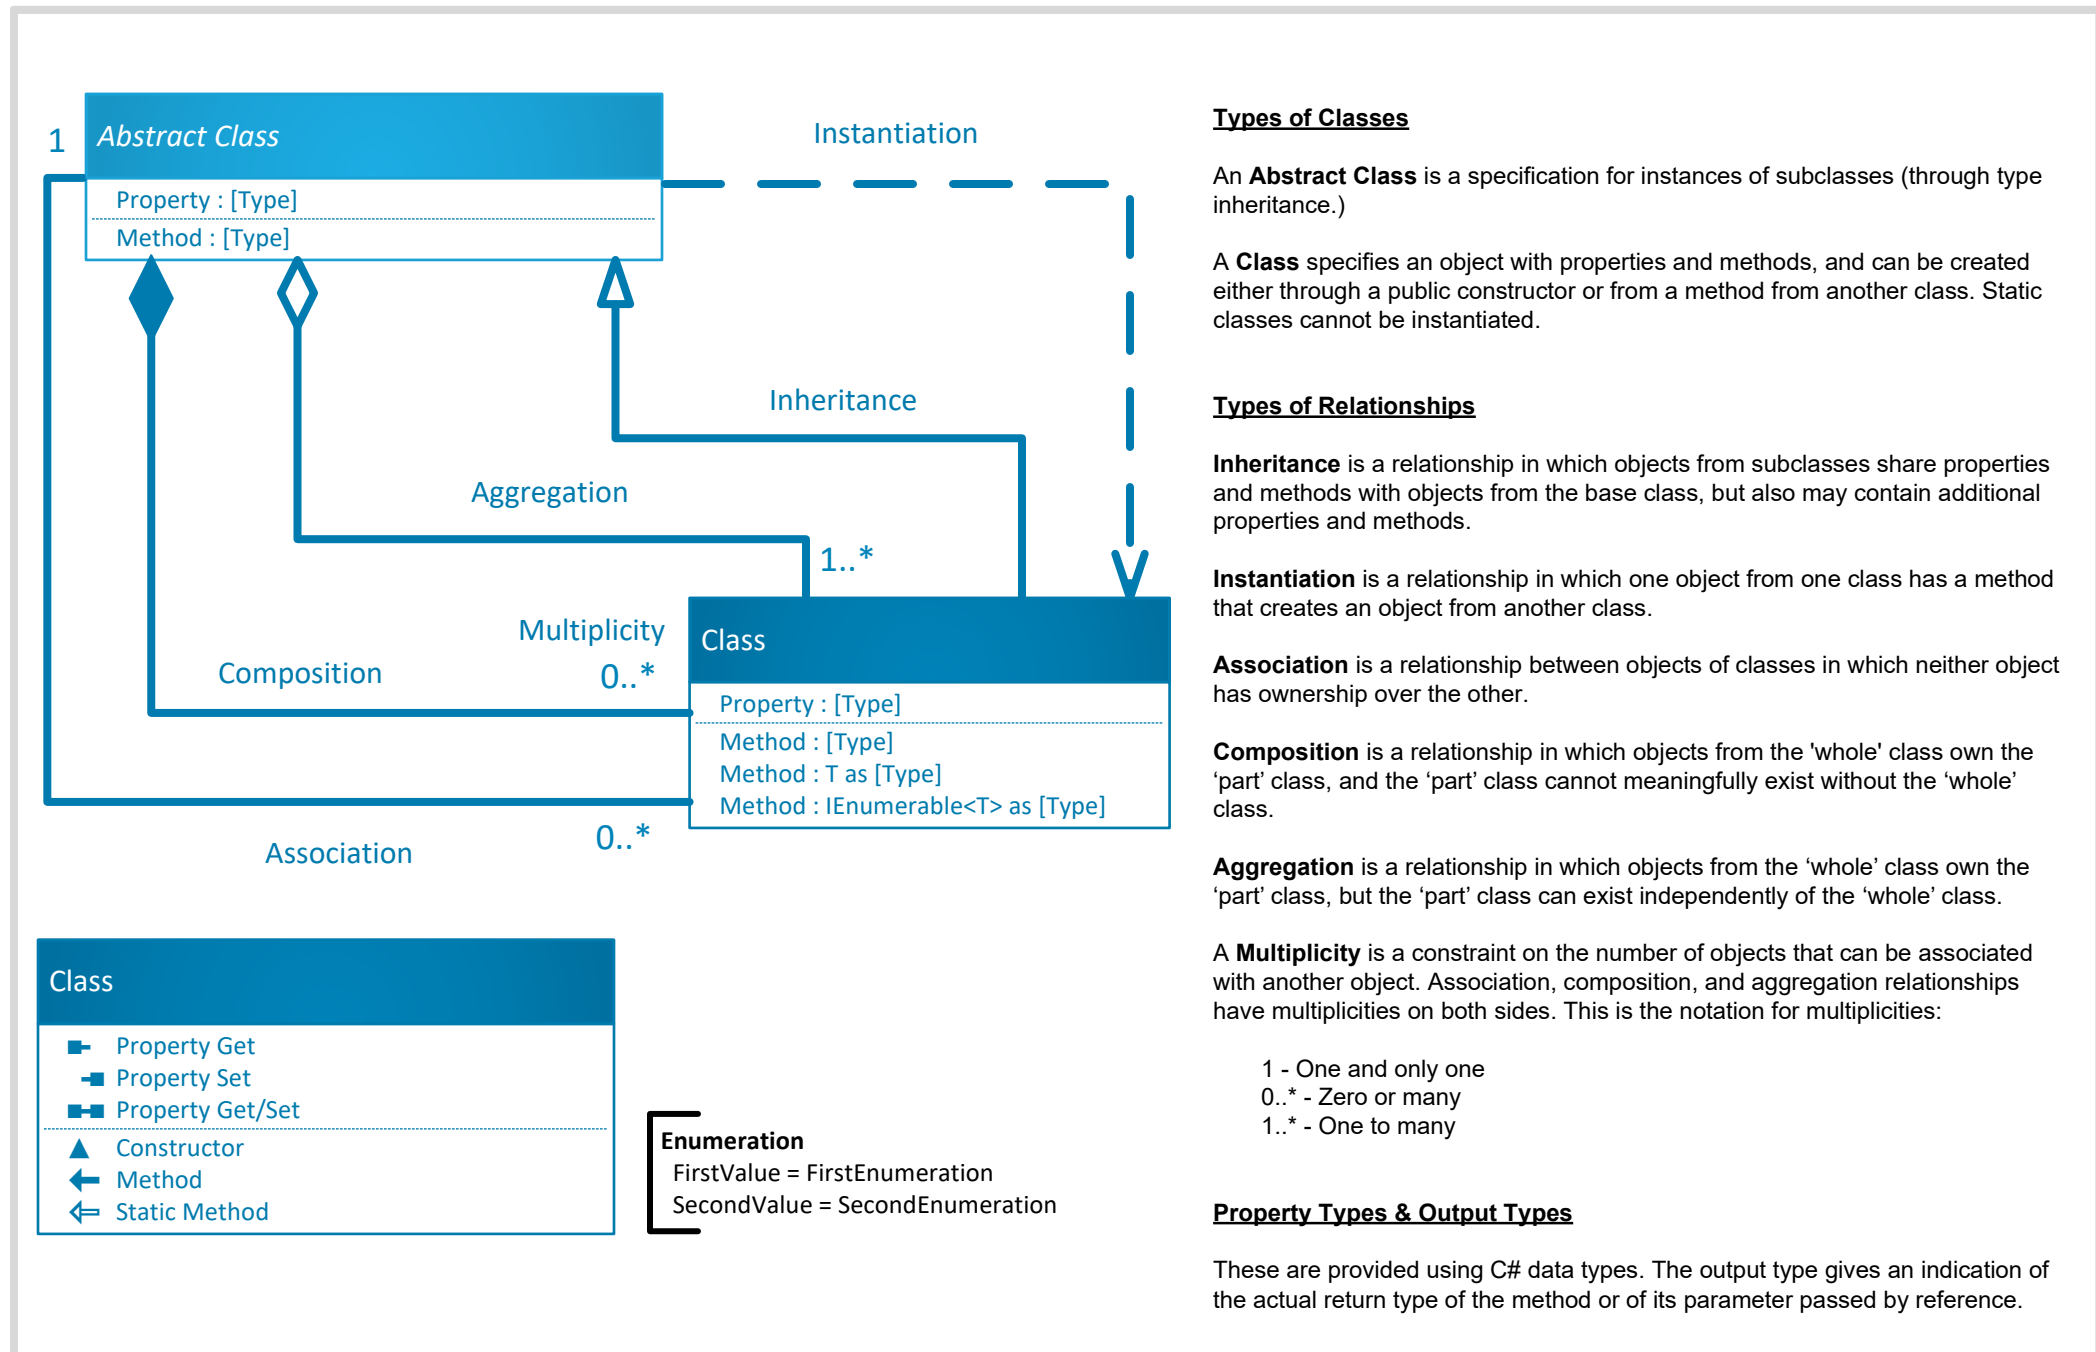 1
Abstract Class
Property : [Type]
Method : [Type]
Instantiation
Inheritance
Aggregation
1..*
Multiplicity
0..*
Composition
Class
Property : [Type]
Method : [Type]
Method : T as [Type]
Method : IEnumerable<T> as [Type]
0..*
Association
Class
Property Get
Property Set
Property Get/Set
Constructor
Method
Static Method
Enumeration
FirstValue = FirstEnumeration
SecondValue = SecondEnumeration
Types of Classes
An Abstract Class is a specification for instances of subclasses (through type
inheritance.)
A Class specifies an object with properties and methods, and can be created
either through a public constructor or from a method from another class. Static
classes cannot be instantiated.
Types of Relationships
Inheritance is a relationship in which objects from subclasses share properties
and methods with objects from the base class, but also may contain additional
properties and methods.
Instantiation is a relationship in which one object from one class has a method
that creates an object from another class.
Association is a relationship between objects of classes in which neither object
has ownership over the other.
Composition is a relationship in which objects from the 'whole' class own the
‘part’ class, and the ‘part’ class cannot meaningfully exist without the ‘whole’
class.
Aggregation is a relationship in which objects from the ‘whole’ class own the
‘part’ class, but the ‘part’ class can exist independently of the ‘whole’ class.
A Multiplicity is a constraint on the number of objects that can be associated
with another object. Association, composition, and aggregation relationships
have multiplicities on both sides. This is the notation for multiplicities:
1 - One and only one
0..* - Zero or many
1..* - One to many
Property Types & Output Types
These are provided using C# data types. The output type gives an indication of
the actual return type of the method or of its parameter passed by reference.